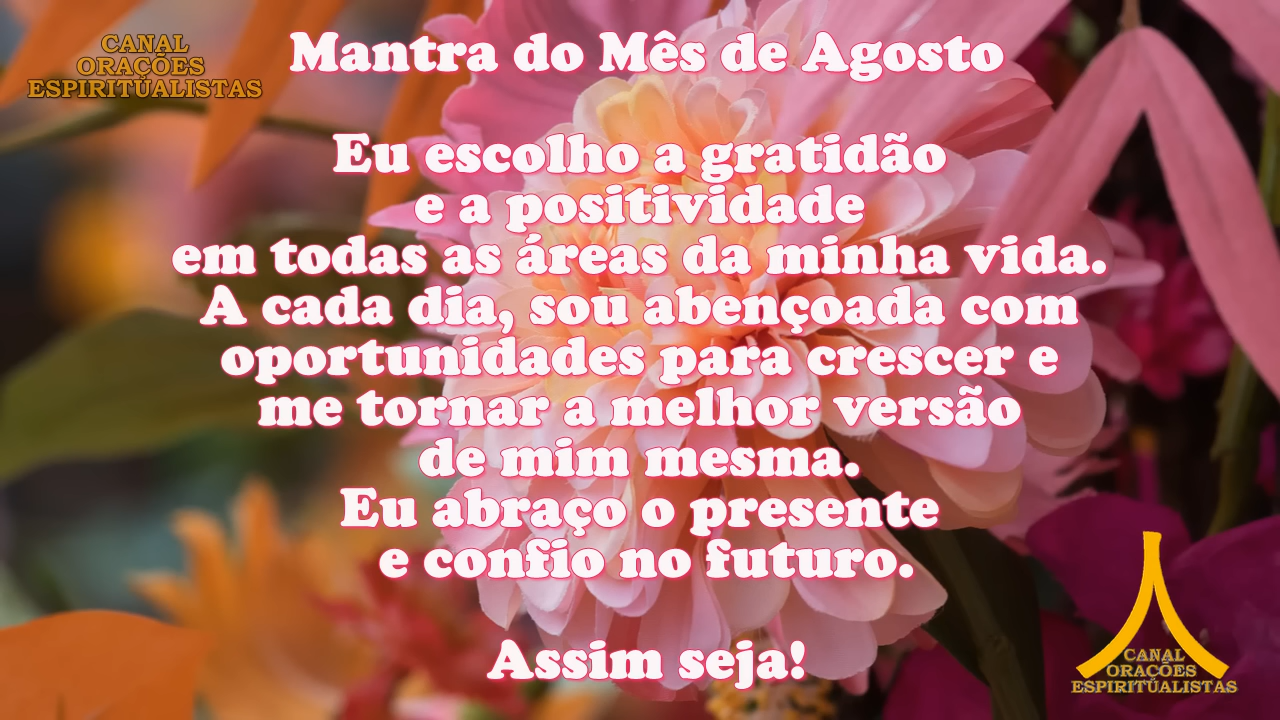 CANAL
ORAÇÕES
ESPIRITUALISTAS
Mantra do Mês de Agosto
Eu escolho a gratidão
e a positividade
em todas as áreas da minha vida.
A cada dia, sou abençoada com
oportunidades para crescer e
me tornar a melhor versão
de mim mesma.
Eu abraço o presente
e confio no futuro.
Assim seja!
CANAL
ORAÇÕES
ESPIRITUALISTAS